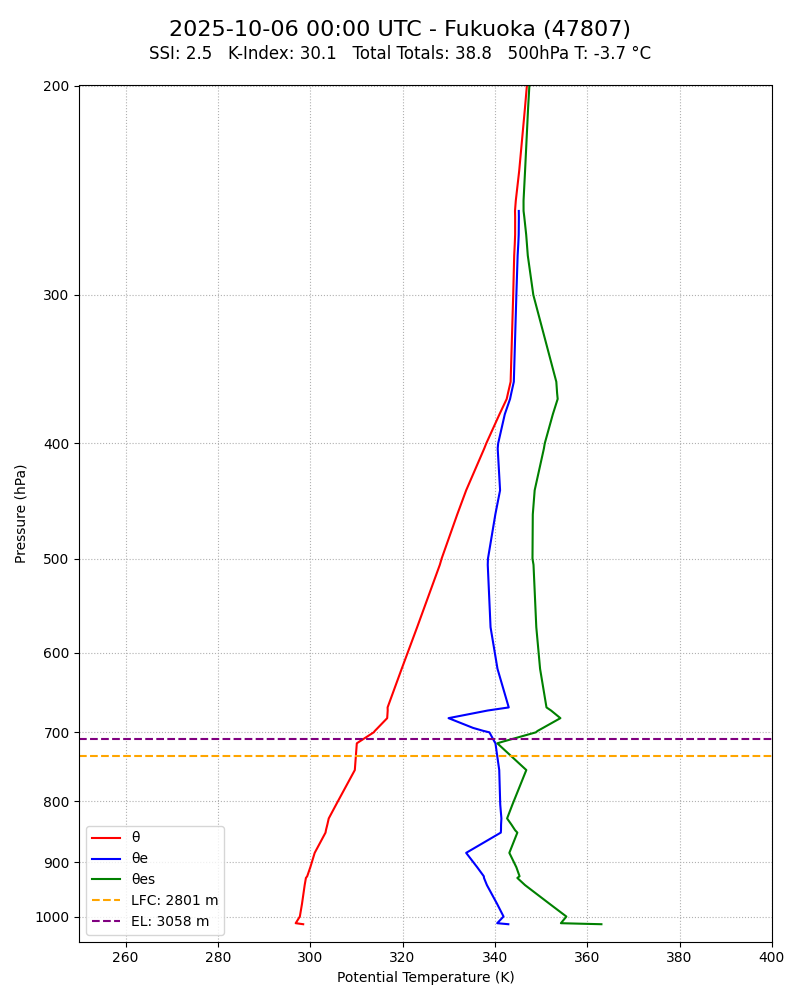 2025-10-06 00:00 UTC - Fukuoka (47807)
SSI: 2.5 K-Index: 30.1 Total Totals: 38.8 500hPa T: -3.7 °C
200
300
400
500
600
700
800
900
1000
Pressure (hPa)
θ
θe
θes
LFC: 2801 m
EL: 3058 m
260 280 300 320 340 360 380 400
Potential Temperature (K)